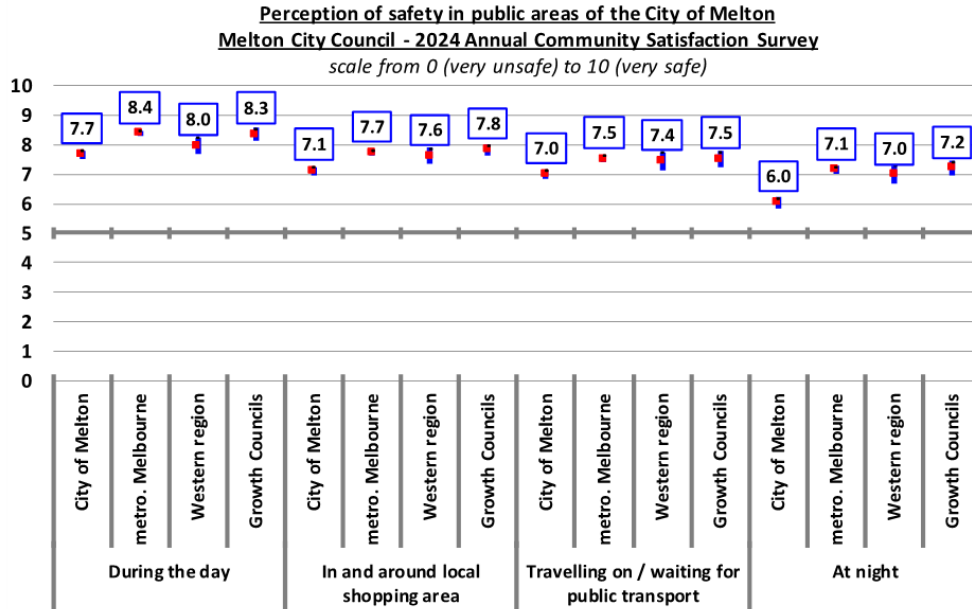 Perception of safety in public areas of the City of Melton
Melton City Council - 2024 Annual Community Satisfaction Survey
scale from 0 (very unsafe) to 10 (very safe)
10
9
8
7
6
5
4
3
2
1
0
7.7
8.4
8.0
8.3
7.1
7.7
7.6
7.8
7.0
7.5
7.4
7.5
6.0
7.1
7.0
7.2
City of Melton
metro. Melbourne
Western region
Growth Councils
City of Melton
metro. Melbourne
Western region
Growth Councils
City of Melton
metro. Melbourne
Western region
Growth Councils
City of Melton
metro. Melbourne
Western region
Growth Councils
During the day
In and around local
shopping area
Travelling on / waiting for
public transport
At night